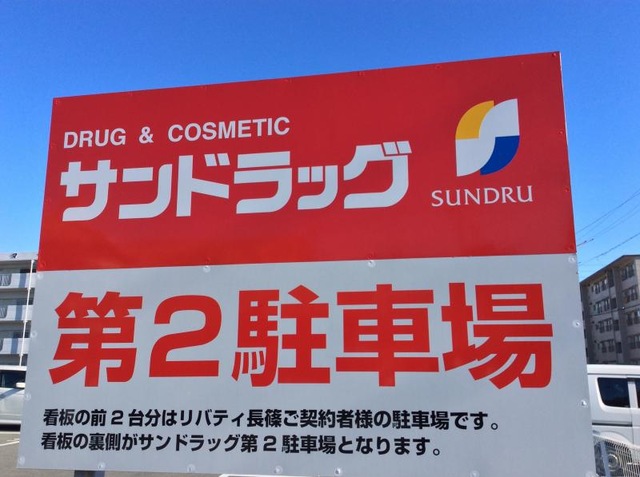 DRUG & COSMETIC
サンドラッグ
SUNDRU
第2駐車場
看板の前2台分はリバティ長篠ご契約者様の駐車場です。
看板の裏側がサンドラッグ第2駐車場となります。